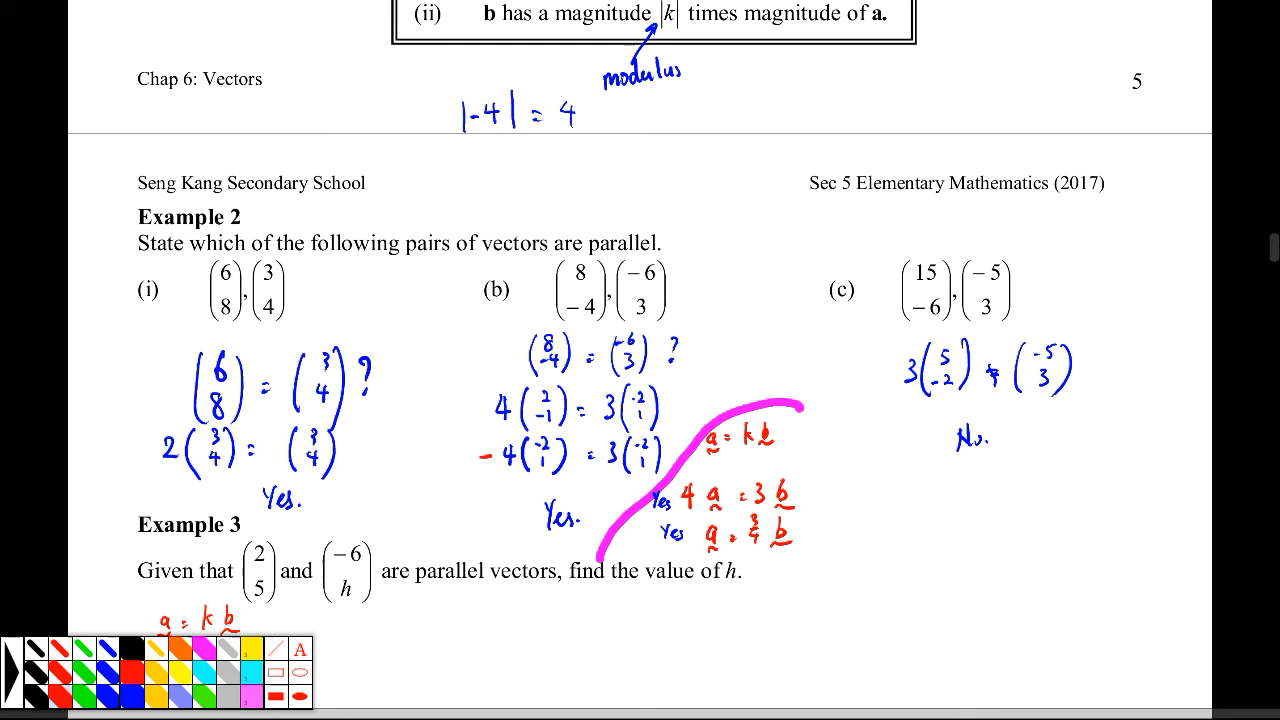 (ii) b has a magnitude |k| times magnitude of a.
modulus
Chap 6: Vectors 5
|-4| = 4
Seng Kang Secondary School Sec 5 Elementary Mathematics (2017)
Example 2
State which of the following pairs of vectors are parallel.
(i) (6 8), (3 4) (b) (8 −4), (−6 3) (c) (15 −6), (−5 3)
(6 8) = (3 4) ? (8 -4) = (-6 3) ? 3(5 -2) ≠ (-5 3)
4(2 -1) = 3(-2 1)
2(3 4) = (3 4) -4(-2 1) = 3(-2 1) a = kb No.
Yes. Yes. Yes 4a = 3b
Yes a = 3/4 b
Example 3
Given that (2 5) and (−6 h) are parallel vectors, find the value of h.
a = kb
A